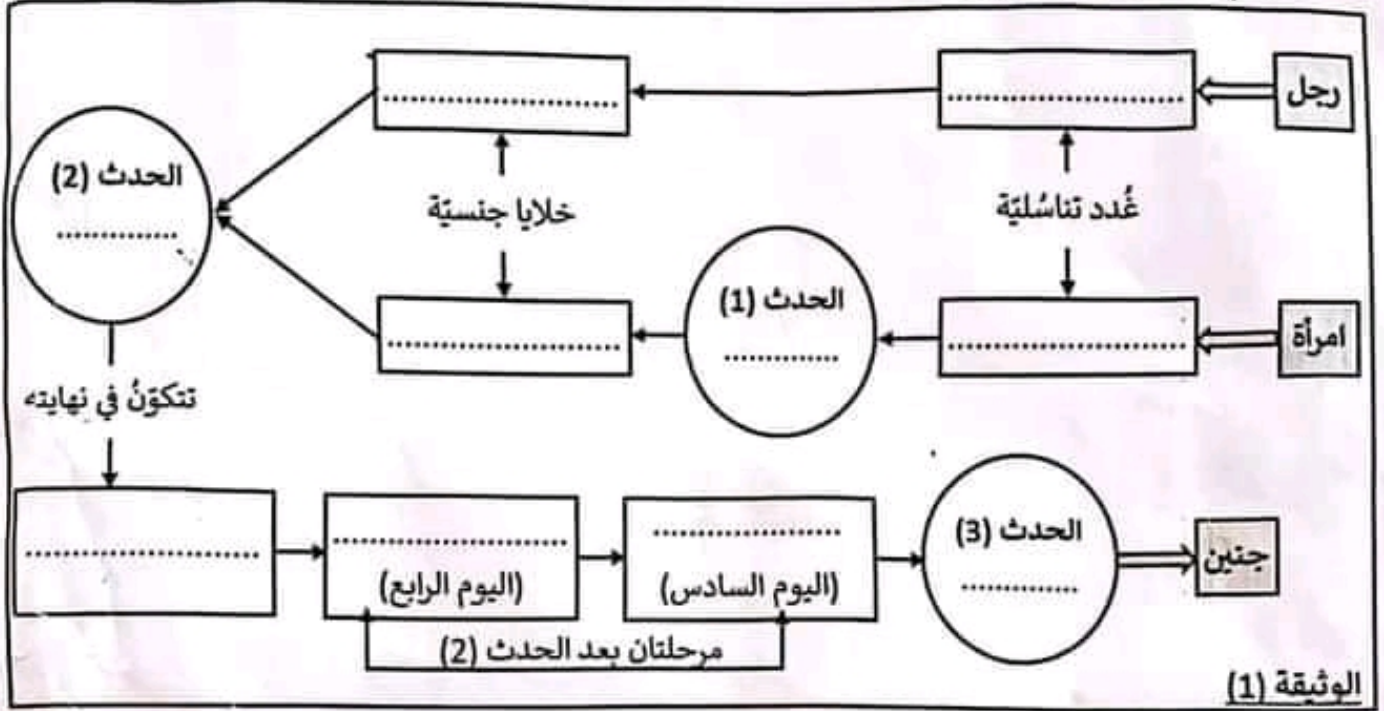 رجل
....................
....................
غُدد تناسُليّة
خلايا جنسيّة
الحدث (2)
............
امرأة
....................
الحدث (1)
............
....................
تتكوّنُ في نهايته
....................
....................
(اليوم الرابع)
....................
(اليوم السادس)
الحدث (3)
............
جنين
مرحلتان بعد الحدث (2)
الوثيقة (1)